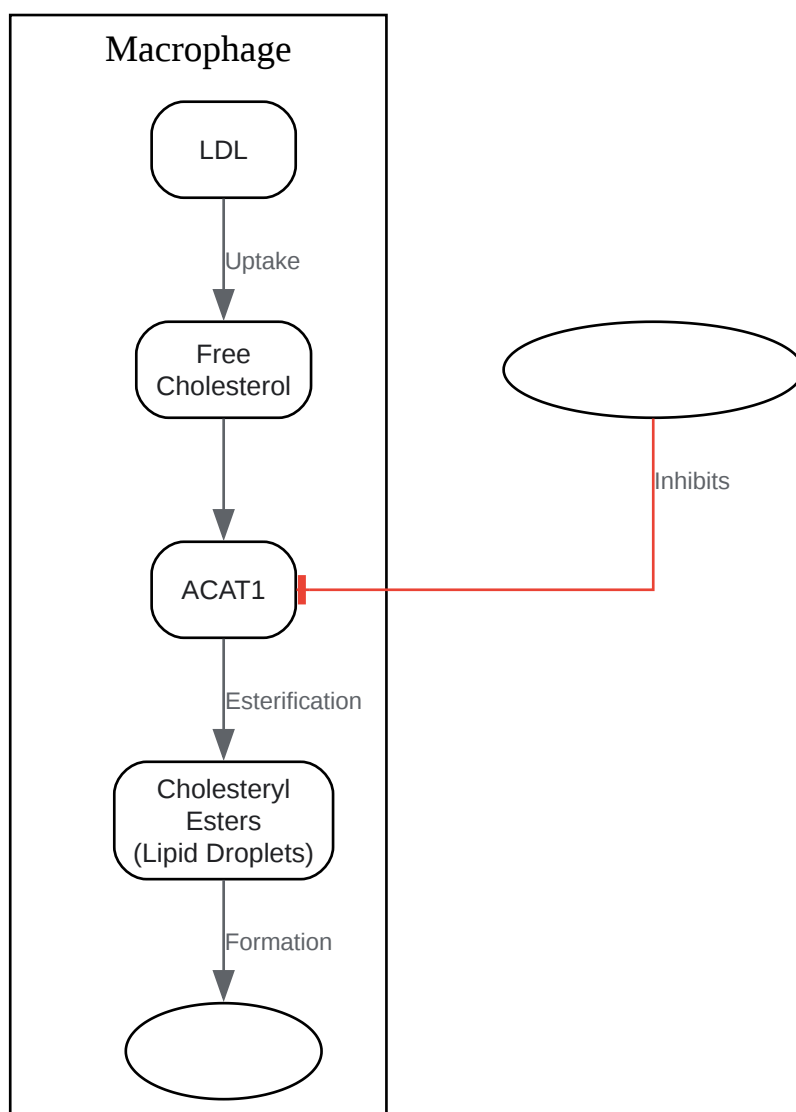 Macrophage
LDL
Uptake
Free
Cholesterol
Inhibits
ACAT1
Esterification
Cholesteryl
Esters
(Lipid Droplets)
Formation